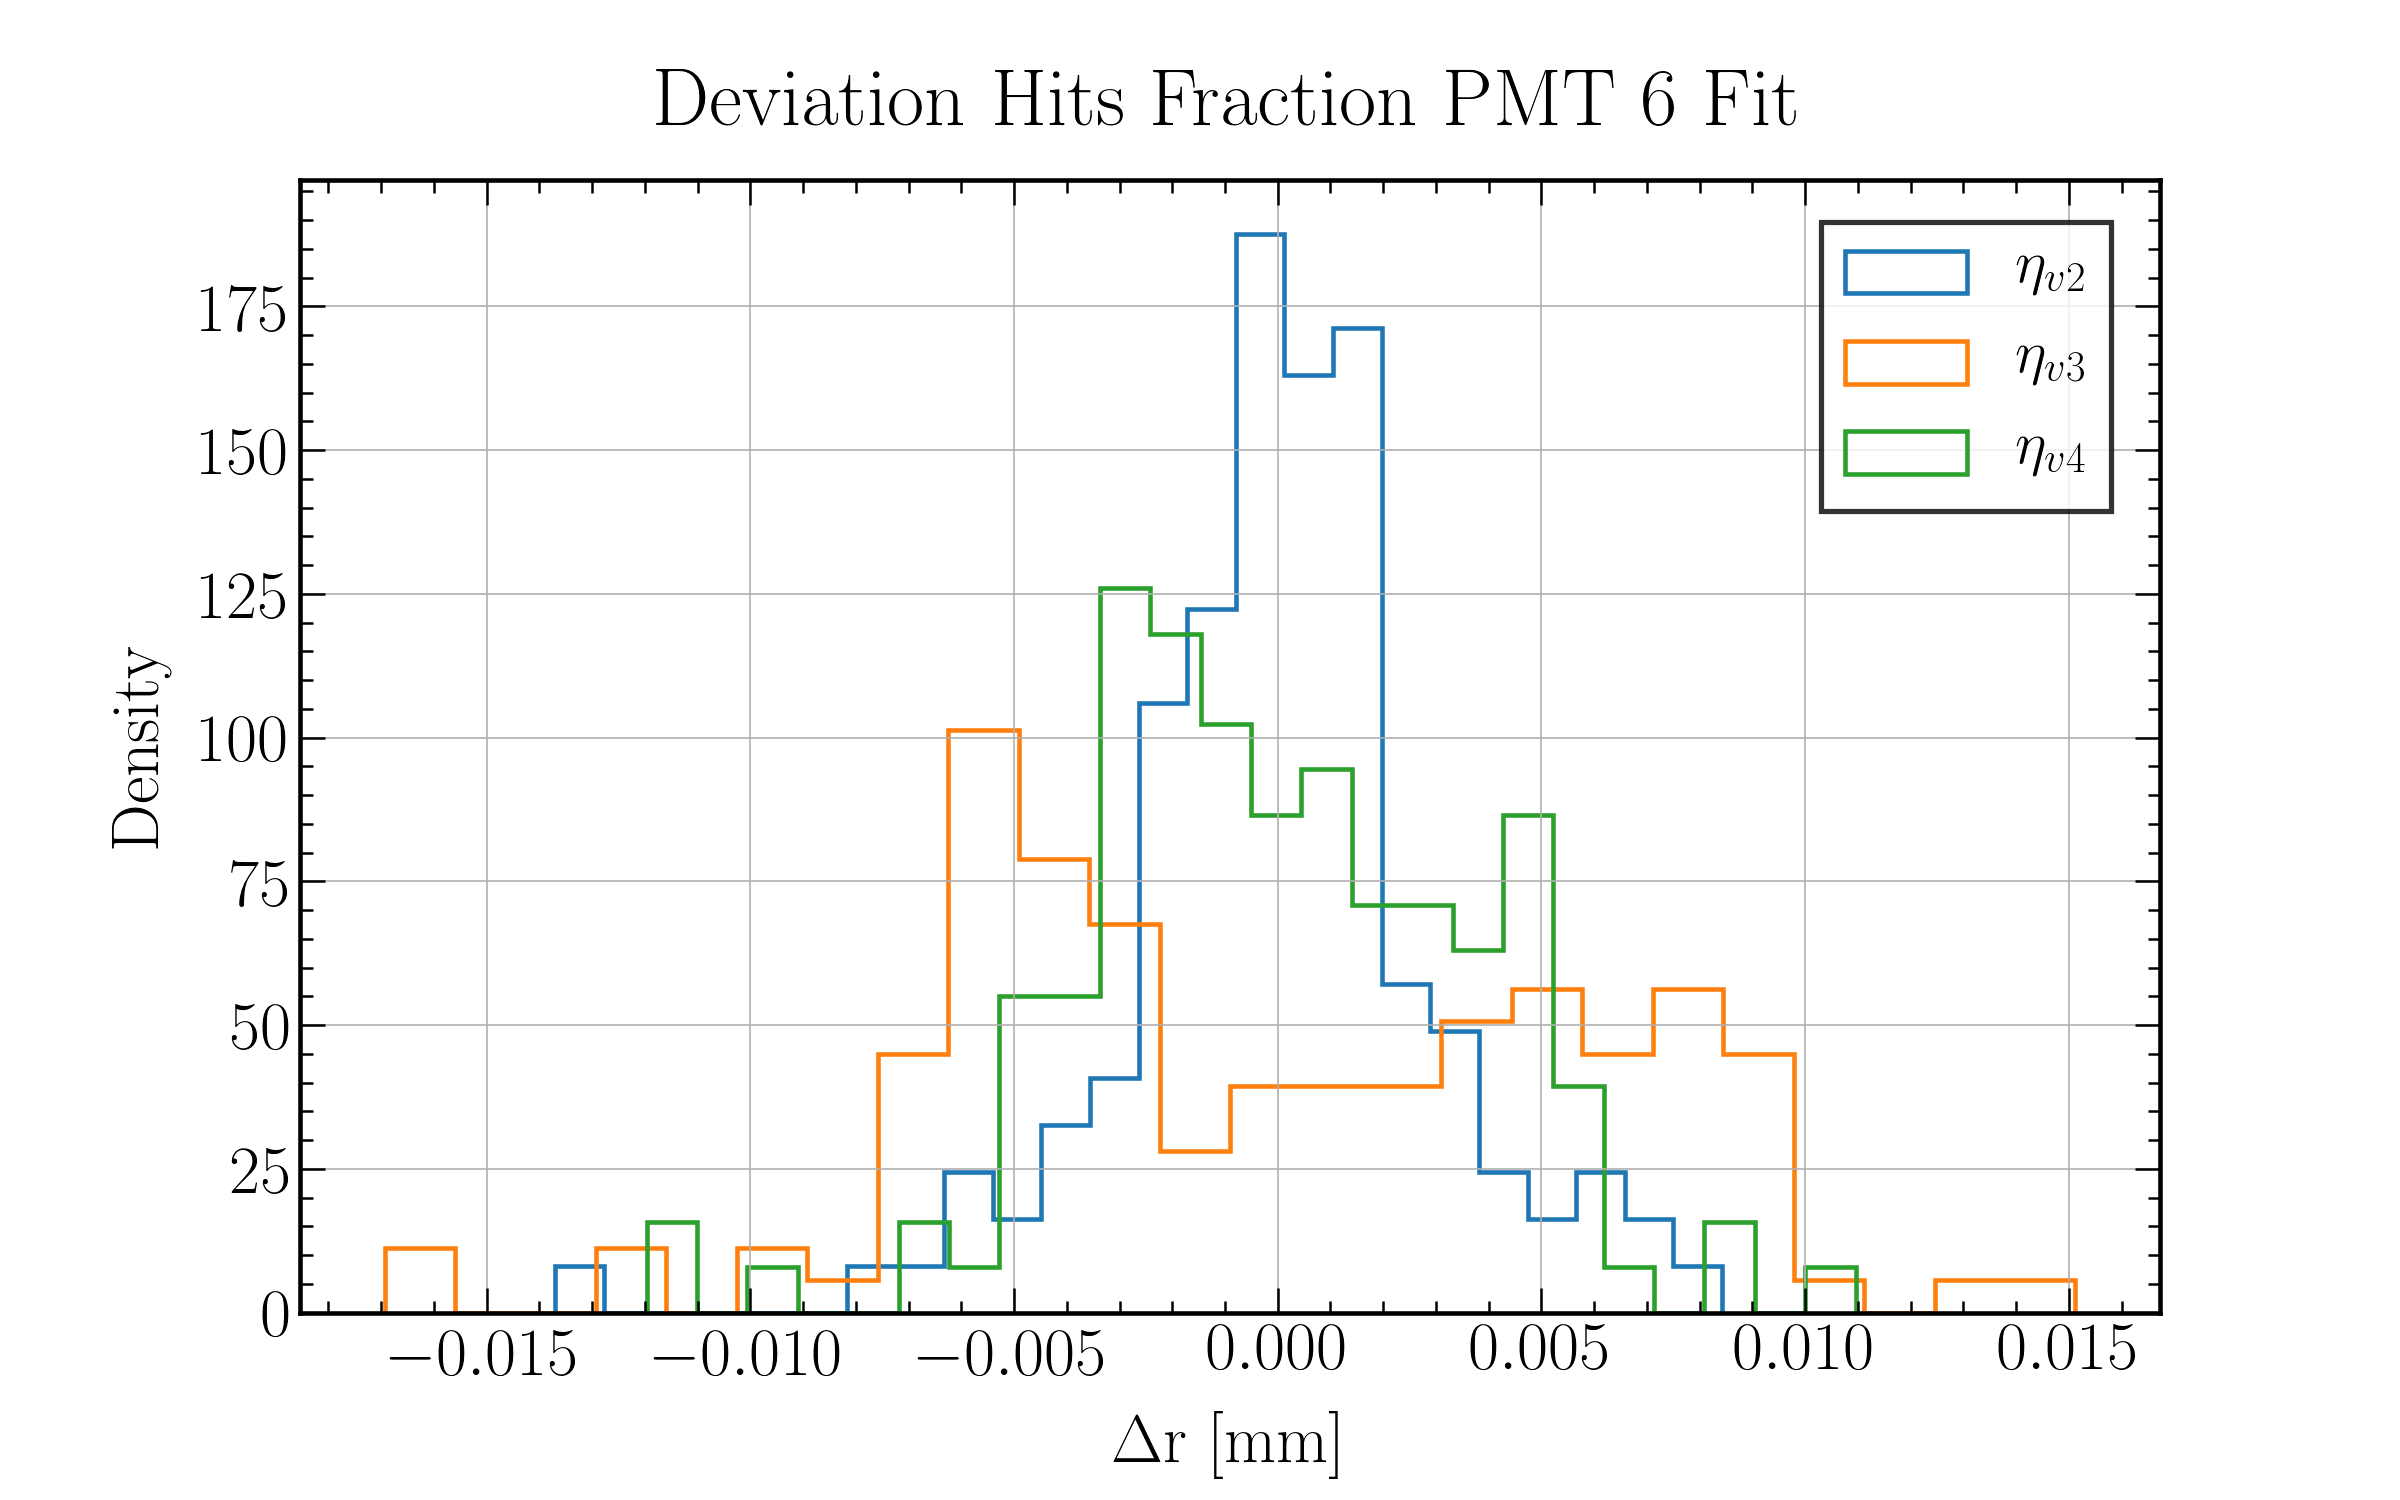 Deviation Hits Fraction PMT 6 Fit
Density
175
150
125
100
75
50
25
0
−0.015 −0.010 −0.005 0.000 0.005 0.010 0.015
Δr [mm]
ηv2
ηv3
ηv4